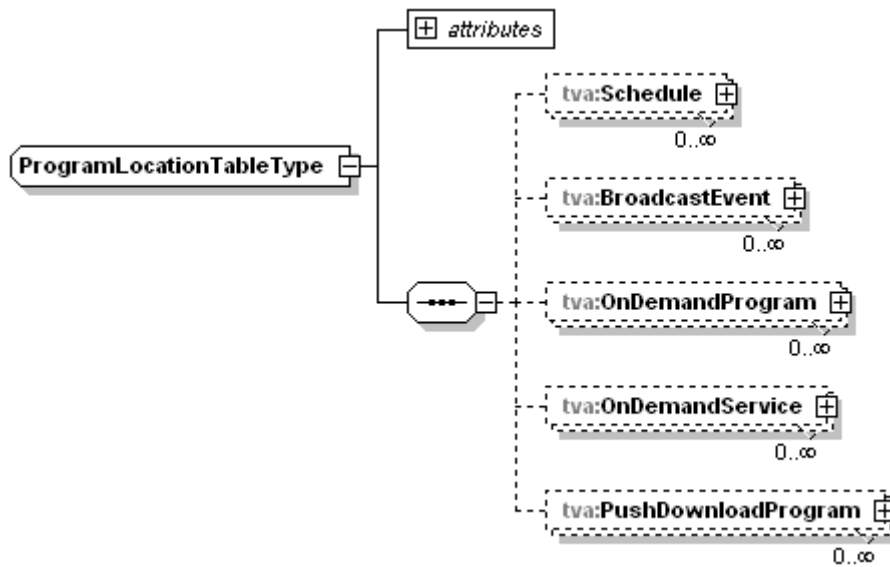 attributes
tva:Schedule
0..∞
ProgramLocationTableType
tva:BroadcastEvent
0..∞
tva:OnDemandProgram
0..∞
tva:OnDemandService
0..∞
tva:PushDownloadProgram
0..∞